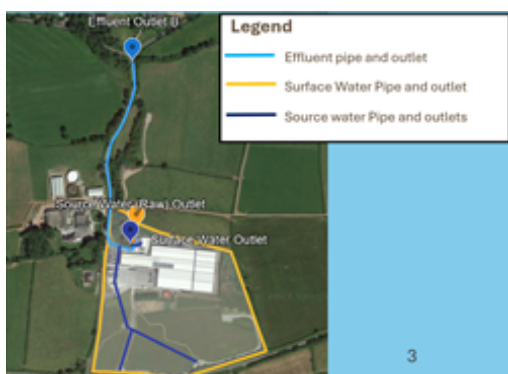 Effluent Outlet B
Legend
Effluent pipe and outlet
Surface Water Pipe and outlet
Source water Pipe and outlets
Source Water (Raw) Outlet
Surface Water Outlet
3